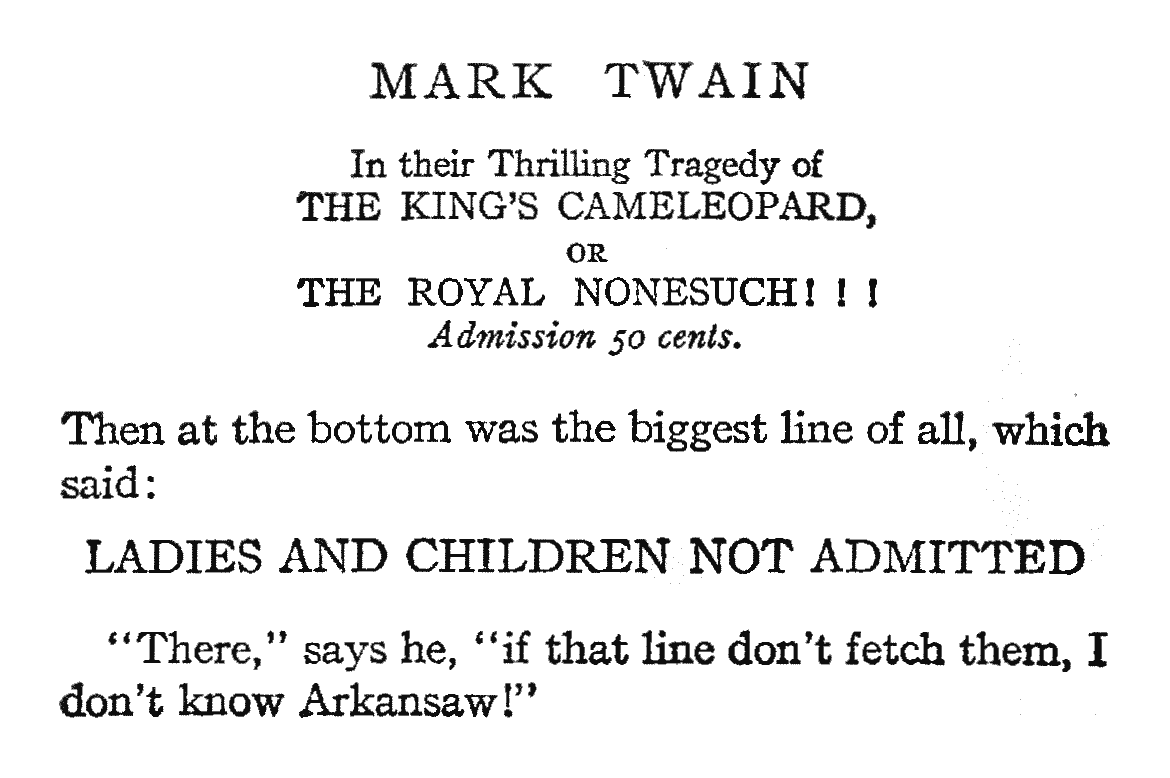 MARK TWAIN
In their Thrilling Tragedy of
THE KING'S CAMELEOPARD,
OR
THE ROYAL NONESUCH! ! !
Admission 50 cents.
Then at the bottom was the biggest line of all, which
said:
LADIES AND CHILDREN NOT ADMITTED
“There,” says he, “if that line don't fetch them, I
don't know Arkansaw!”